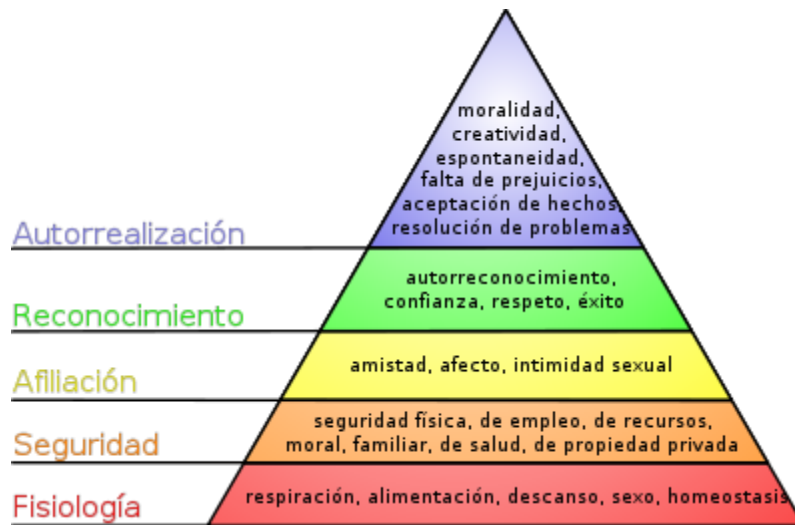 moralidad,
creatividad,
espontaneidad,
falta de prejuicios,
aceptación de hechos,
resolución de problemas
Autorrealización
autorreconocimiento,
confianza, respeto, éxito
Reconocimiento
amistad, afecto, intimidad sexual
Afiliación
seguridad física, de empleo, de recursos,
moral, familiar, de salud, de propiedad privada
Seguridad
respiración, alimentación, descanso, sexo, homeostasis
Fisiología